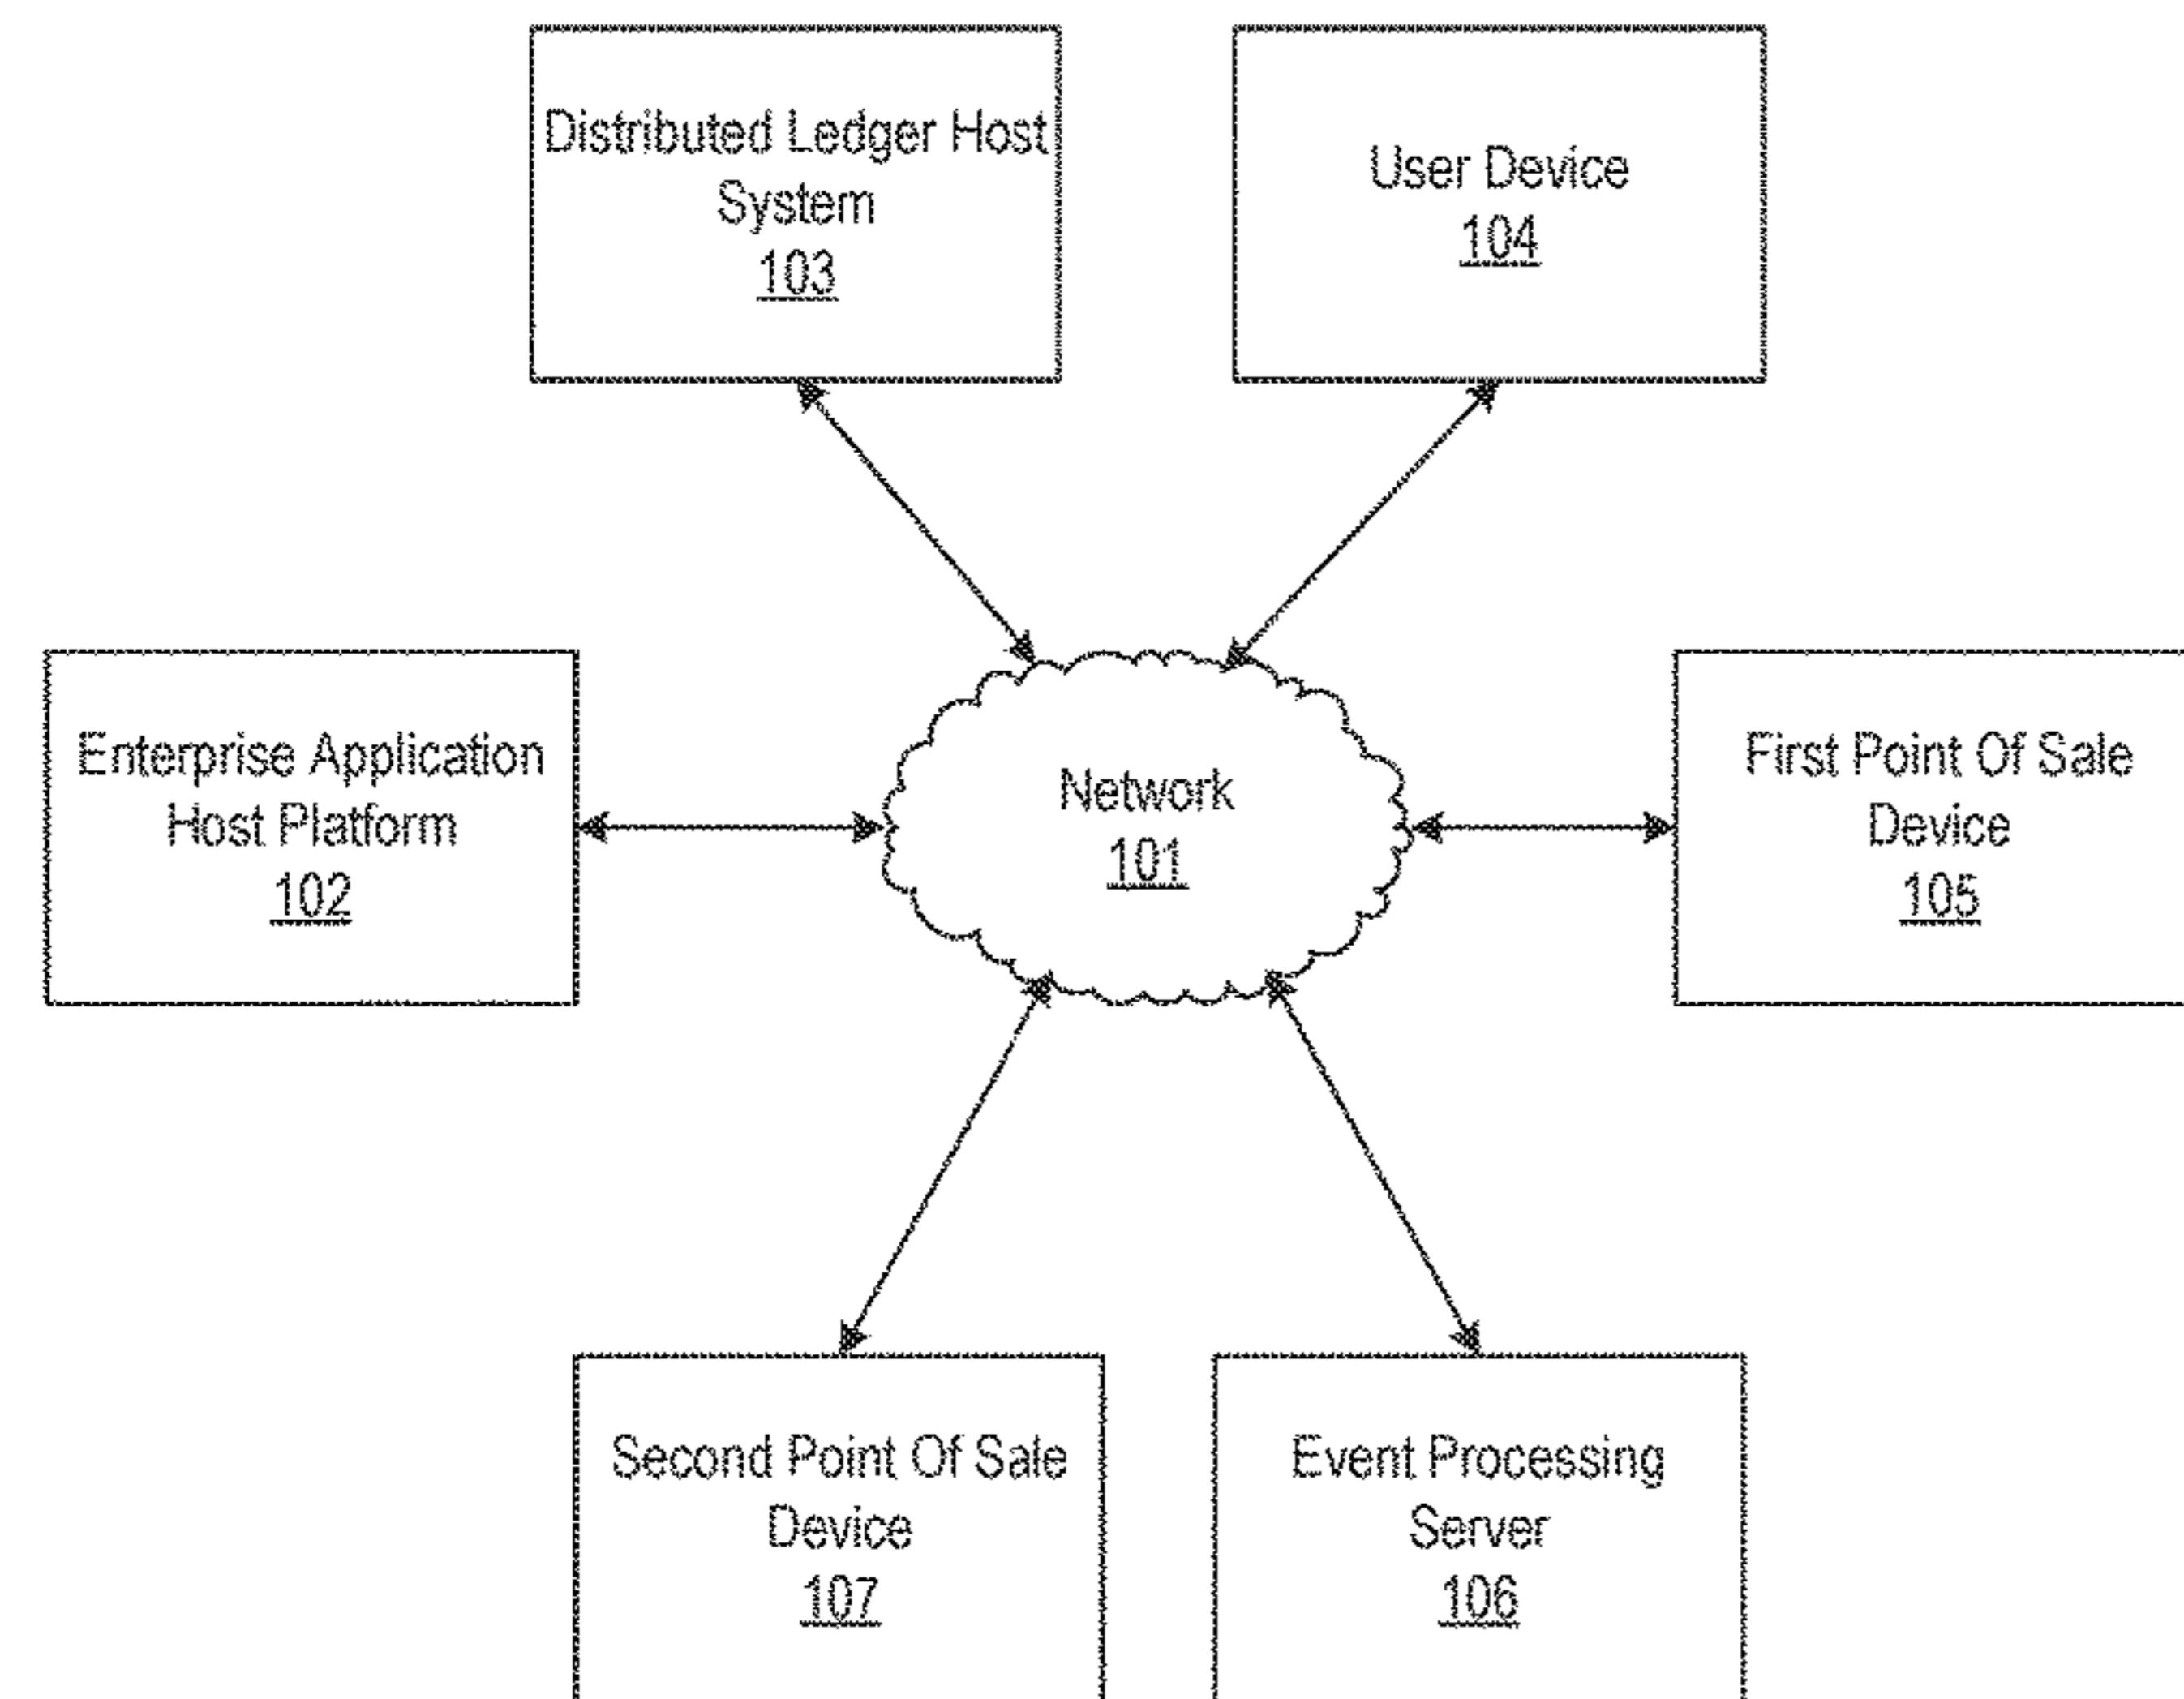 Distributed Ledger Host
System
103
User Device
104
Enterprise Application
Host Platform
102
Network
101
First Point Of Sale
Device
105
Second Point Of Sale
Device
107
Event Processing
Server
106